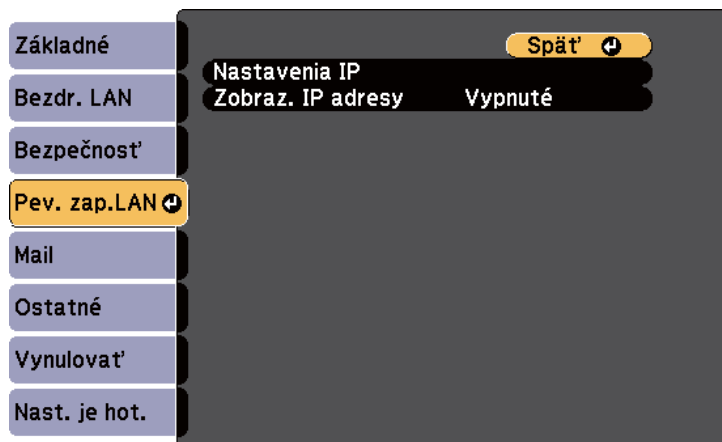 Základné
Bezdr. LAN
Bezpečnosť
Pev. zap.LAN
Mail
Ostatné
Vynulovať
Nast. je hot.
Späť
Nastavenia IP
Zobraz. IP adresy Vypnuté